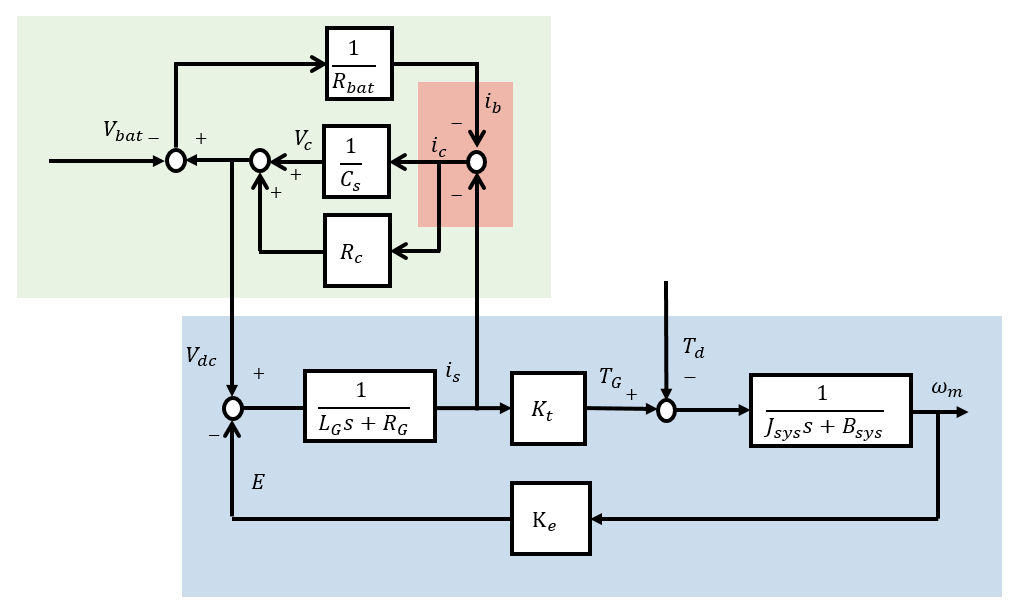 1
R_bat
i_b
V_bat −
+
V_c
i_c
−
1
C_s
+
+
−
R_c
V_dc
+
i_s
T_G
+
T_d
−
ω_m
1
L_G s + R_G
K_t
1
J_sys s + B_sys
−
E
K_e